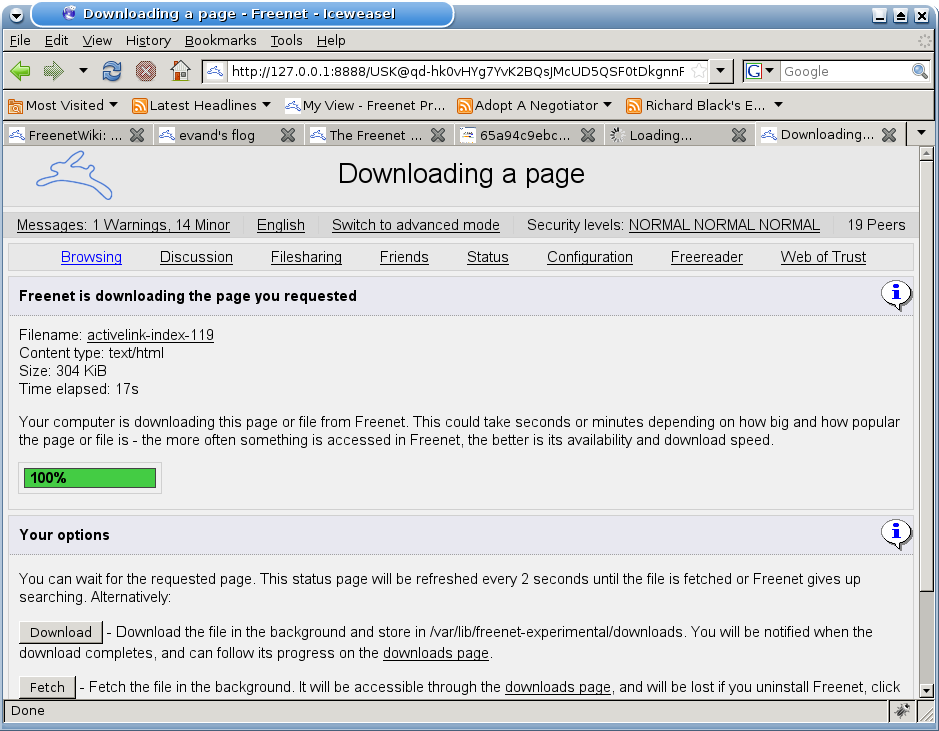 Downloading a page - Freenet - Iceweasel
File Edit View History Bookmarks Tools Help
http://127.0.0.1:8888/USK@qd-hk0vHYg7YvK2BQsJMcUD5QSF0tDkgnnF
G Google
Most Visited Latest Headlines My View - Freenet Pr... Adopt A Negotiator Richard Black's E...
FreenetWiki: ... evand's flog The Freenet ... 65a94c9ebc... Loading... Downloading...
Downloading a page
Messages: 1 Warnings, 14 Minor English Switch to advanced mode Security levels: NORMAL NORMAL NORMAL 19 Peers
Browsing Discussion Filesharing Friends Status Configuration Freereader Web of Trust
Freenet is downloading the page you requested
Filename: activelink-index-119
Content type: text/html
Size: 304 KiB
Time elapsed: 17s
Your computer is downloading this page or file from Freenet. This could take seconds or minutes depending on how big and how popular
the page or file is - the more often something is accessed in Freenet, the better is its availability and download speed.
100%
Your options
You can wait for the requested page. This status page will be refreshed every 2 seconds until the file is fetched or Freenet gives up
searching. Alternatively:
Download - Download the file in the background and store in /var/lib/freenet-experimental/downloads. You will be notified when the
download completes, and can follow its progress on the downloads page.
Fetch - Fetch the file in the background. It will be accessible through the downloads page, and will be lost if you uninstall Freenet, click
Done